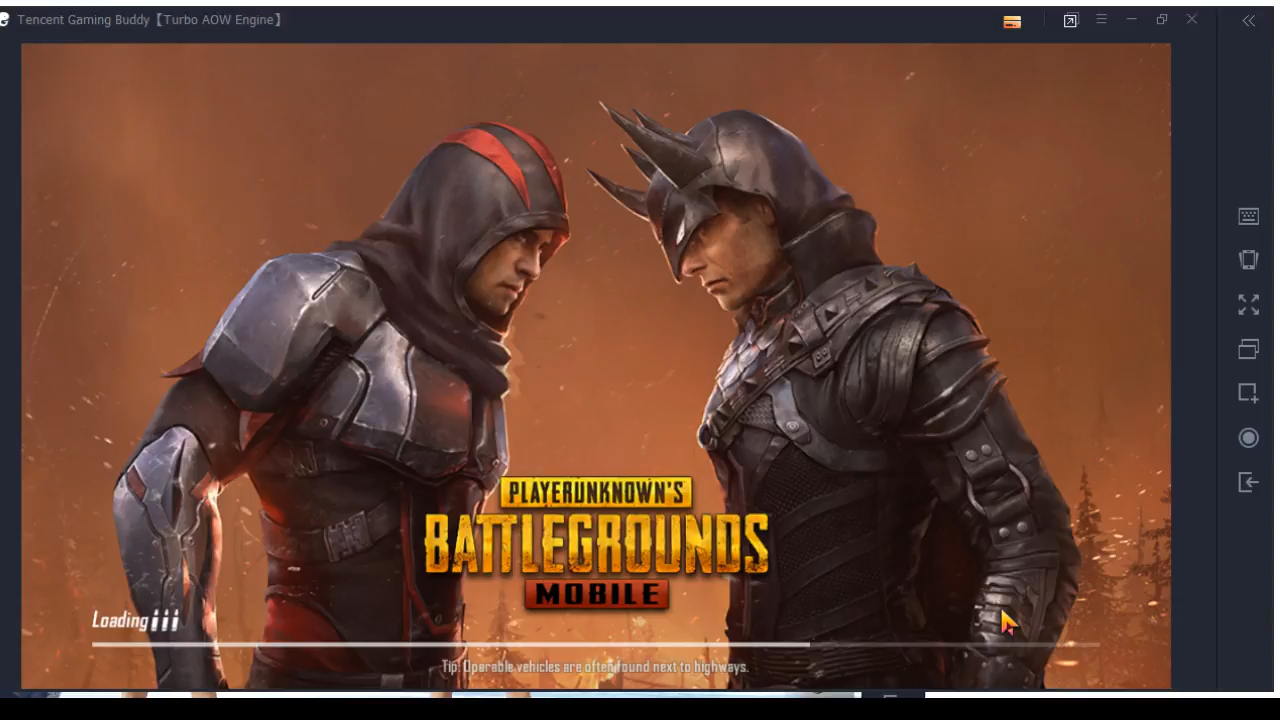 Tencent Gaming Buddy【Turbo AOW Engine】
PLAYERUNKNOWN'S
BATTLEGROUNDS
MOBILE
Loading
Tip: Operable vehicles are often found next to highways.